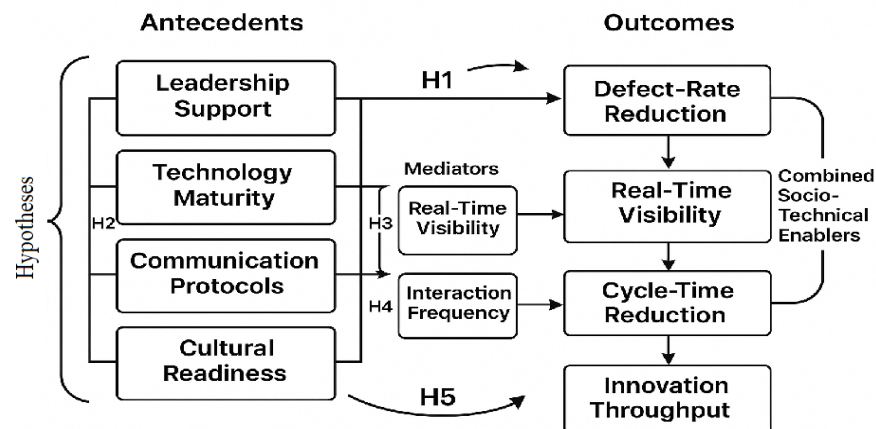 Antecedents
Outcomes
Hypotheses
Leadership
Support
H1
Defect-Rate
Reduction
Technology
Maturity
H2
Mediators
H3
Real-Time
Visibility
Real-Time
Visibility
Combined
Socio-
Technical
Enablers
Communication
Protocols
H4
Interaction
Frequency
Cycle-Time
Reduction
Cultural
Readiness
H5
Innovation
Throughput